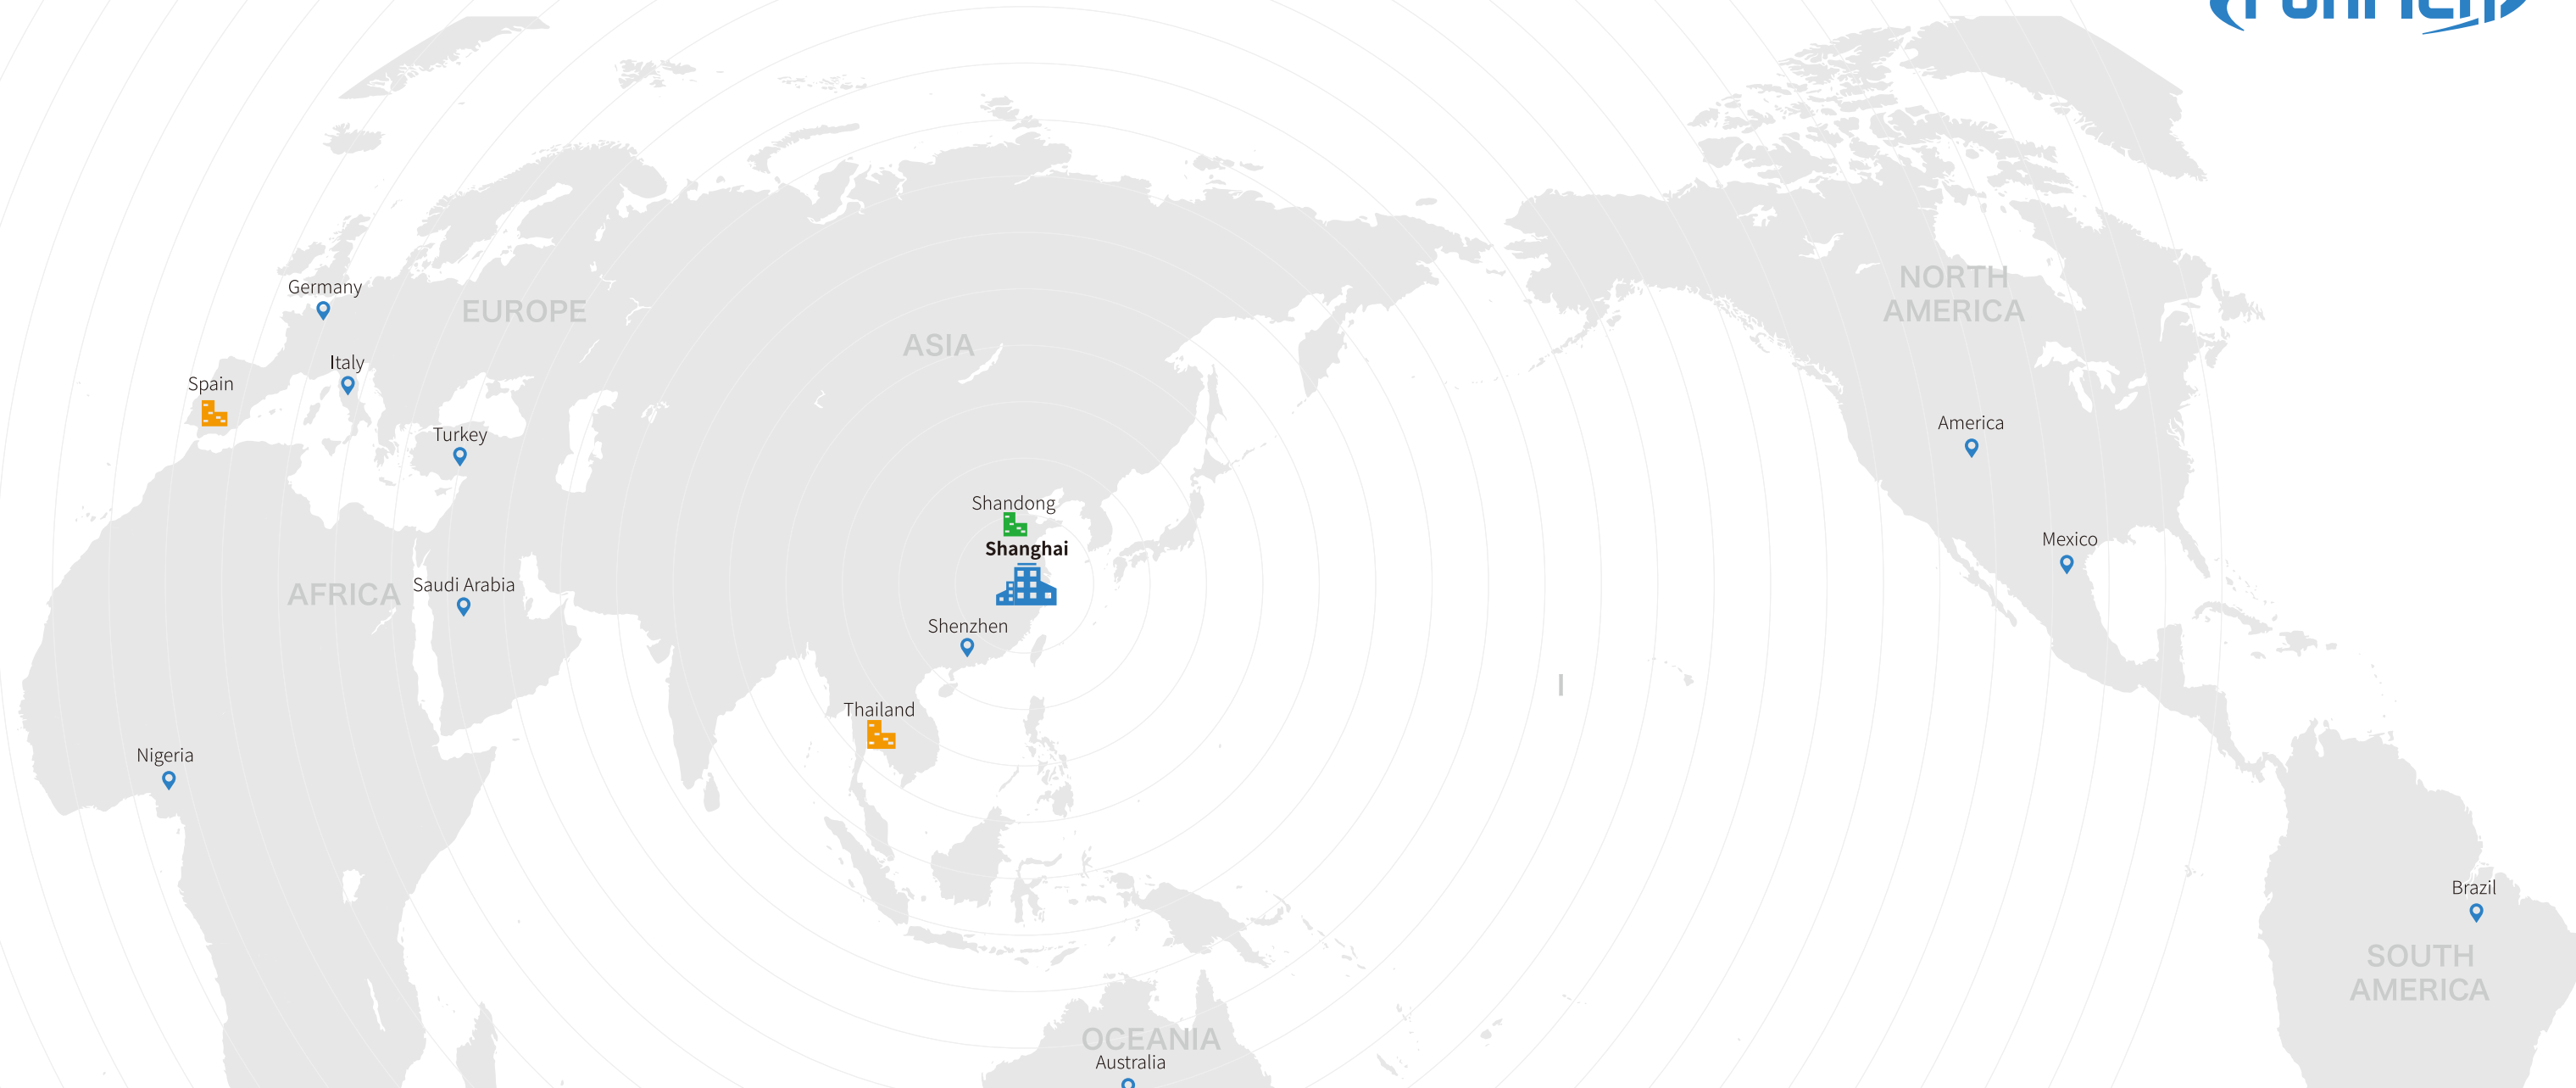 NORTH
AMERICA
Germany
EUROPE
ASIA
Italy
Spain
America
Turkey
Shandong
Mexico
Shanghai
Saudi Arabia
AFRICA
Shenzhen
Thailand
Nigeria
Brazil
SOUTH
AMERICA
OCEANIA
Australia